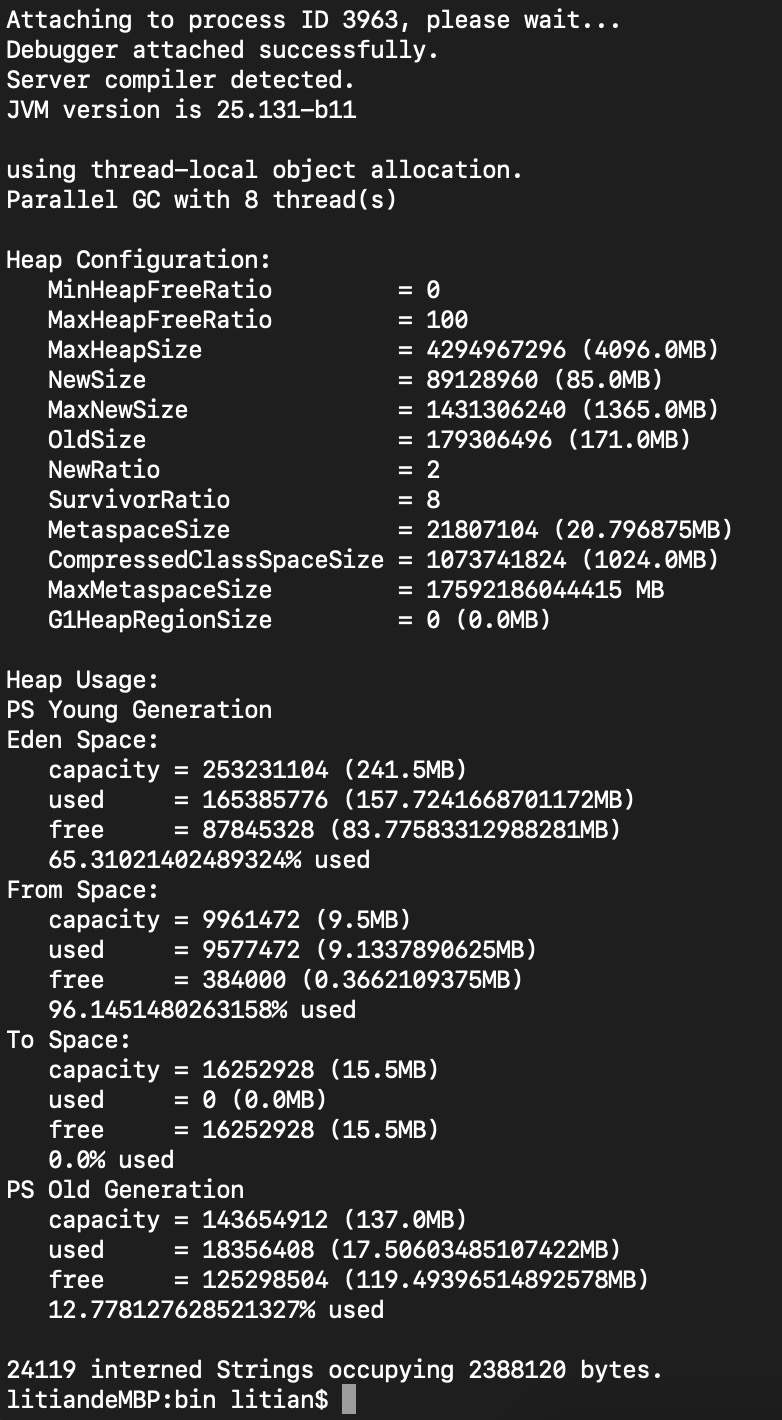 Attaching to process ID 3963, please wait...
Debugger attached successfully.
Server compiler detected.
JVM version is 25.131-b11

using thread-local object allocation.
Parallel GC with 8 thread(s)

Heap Configuration:
   MinHeapFreeRatio         = 0
   MaxHeapFreeRatio         = 100
   MaxHeapSize              = 4294967296 (4096.0MB)
   NewSize                  = 89128960 (85.0MB)
   MaxNewSize               = 1431306240 (1365.0MB)
   OldSize                  = 179306496 (171.0MB)
   NewRatio                 = 2
   SurvivorRatio            = 8
   MetaspaceSize            = 21807104 (20.796875MB)
   CompressedClassSpaceSize = 1073741824 (1024.0MB)
   MaxMetaspaceSize         = 17592186044415 MB
   G1HeapRegionSize         = 0 (0.0MB)

Heap Usage:
PS Young Generation
Eden Space:
   capacity = 253231104 (241.5MB)
   used     = 165385776 (157.7241668701172MB)
   free     = 87845328 (83.77583312988281MB)
   65.31021402489324% used
From Space:
   capacity = 9961472 (9.5MB)
   used     = 9577472 (9.1337890625MB)
   free     = 384000 (0.3662109375MB)
   96.1451480263158% used
To Space:
   capacity = 16252928 (15.5MB)
   used     = 0 (0.0MB)
   free     = 16252928 (15.5MB)
   0.0% used
PS Old Generation
   capacity = 143654912 (137.0MB)
   used     = 18356408 (17.50603485107422MB)
   free     = 125298504 (119.49396514892578MB)
   12.778127628521327% used

24119 interned Strings occupying 2388120 bytes.
litiandeMBP:bin litian$